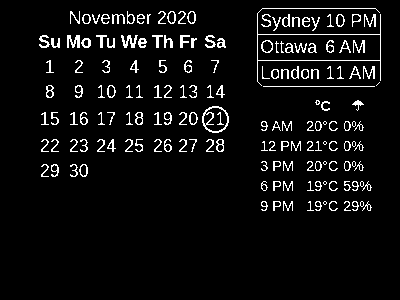 November 2020
Su Mo Tu We Th Fr Sa
1 2 3 4 5 6 7
8 9 10 11 12 13 14
15 16 17 18 19 20 21
22 23 24 25 26 27 28
29 30
Sydney 10 PM
Ottawa 6 AM
London 11 AM
°C ☂
9 AM 20°C 0%
12 PM 21°C 0%
3 PM 20°C 0%
6 PM 19°C 59%
9 PM 19°C 29%